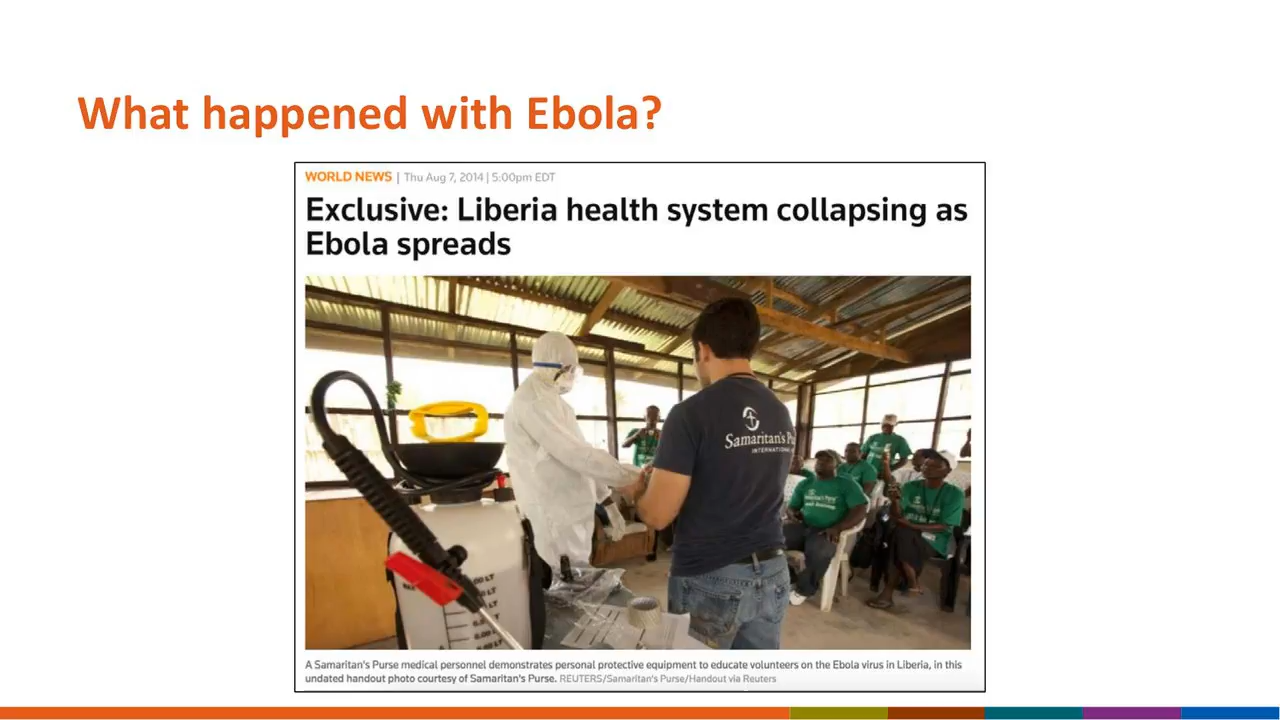 What happened with Ebola?
WORLD NEWS | Thu Aug 7, 2014 | 5:00pm EDT
Exclusive: Liberia health system collapsing as
Ebola spreads
Samaritan's
INTERNATIONAL
A Samaritan's Purse medical personnel demonstrates personal protective equipment to educate volunteers on the Ebola virus in Liberia, in this
undated handout photo courtesy of Samaritan's Purse. REUTERS/Samaritan's Purse/Handout via Reuters